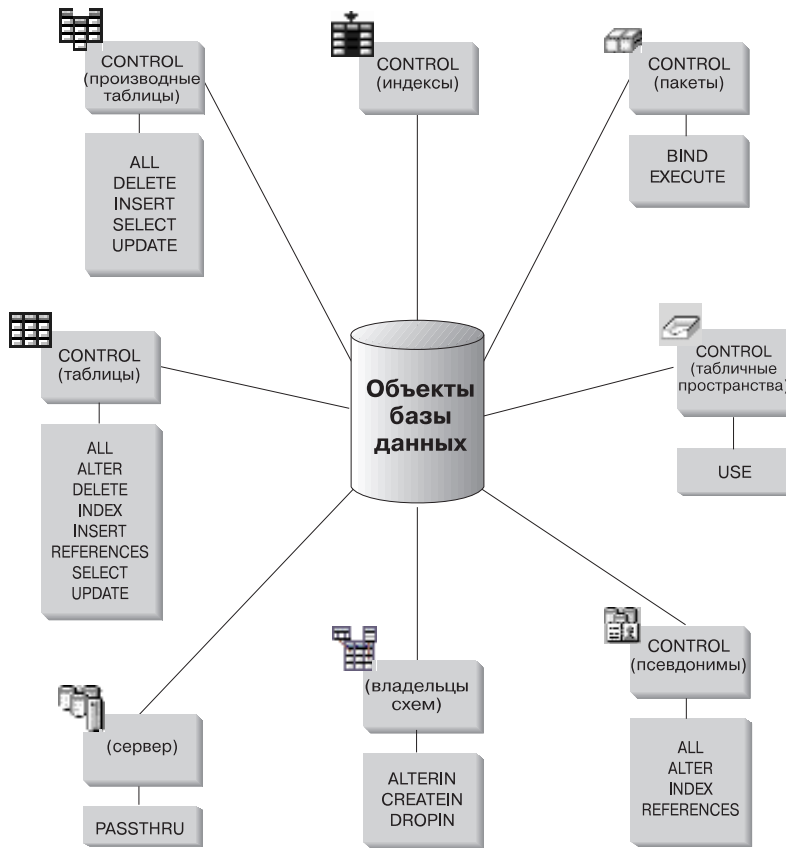 CONTROL
(производные
таблицы)
ALL
DELETE
INSERT
SELECT
UPDATE
CONTROL
(индексы)
CONTROL
(пакеты)
BIND
EXECUTE
CONTROL
(таблицы)
ALL
ALTER
DELETE
INDEX
INSERT
REFERENCES
SELECT
UPDATE
Объекты
базы
данных
CONTROL
(табличные
пространства)
USE
(сервер)
PASSTHRU
(владельцы
схем)
ALTERIN
CREATEIN
DROPIN
CONTROL
(псевдонимы)
ALL
ALTER
INDEX
REFERENCES